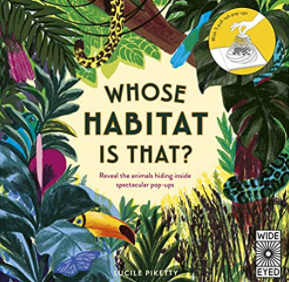 WHOSE
HABITAT
IS THAT?
Reveal the animals hiding inside
spectacular pop-ups
LUCILE PIKETTY
WIDE
EYED